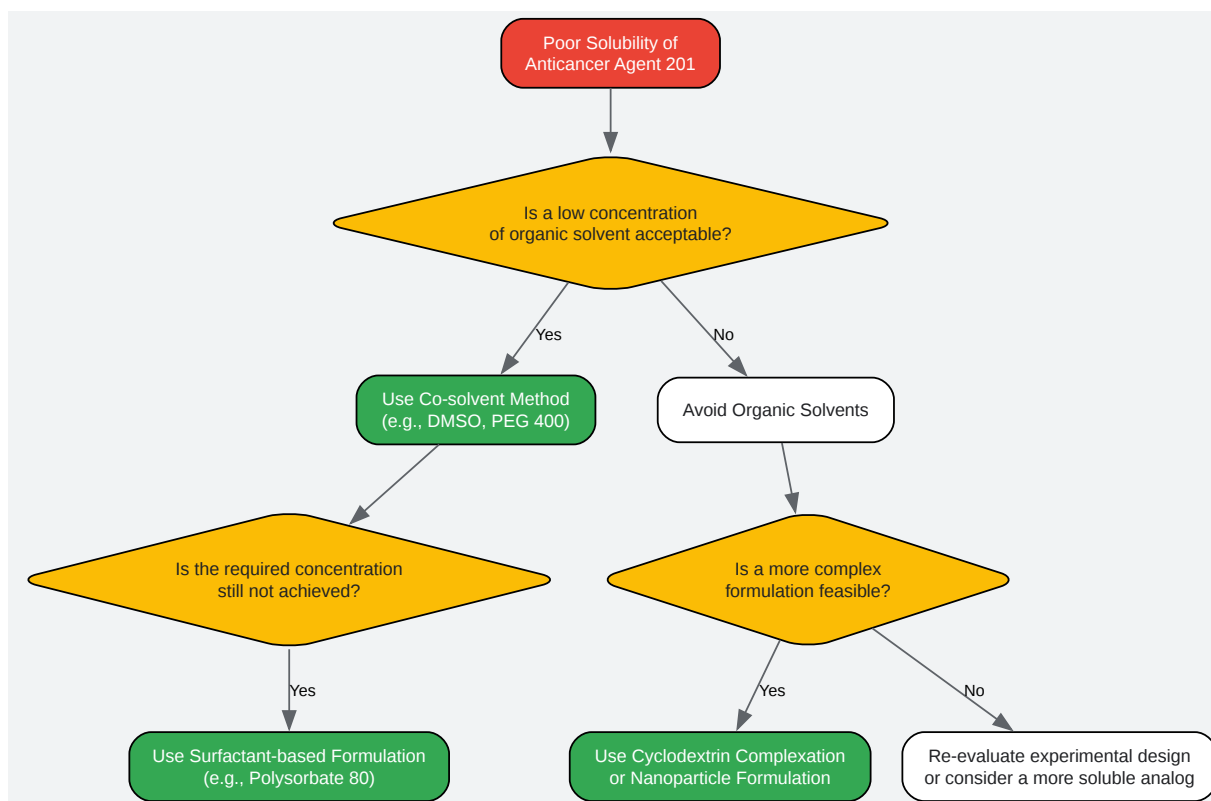 Poor Solubility of
Anticancer Agent 201
Is a low concentration
of organic solvent acceptable?
Yes
No
Use Co-solvent Method
(e.g., DMSO, PEG 400)
Avoid Organic Solvents
Is the required concentration
still not achieved?
Is a more complex
formulation feasible?
Yes
Yes
No
Use Surfactant-based Formulation
(e.g., Polysorbate 80)
Use Cyclodextrin Complexation
or Nanoparticle Formulation
Re-evaluate experimental design
or consider a more soluble analog